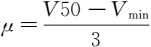 μ = (V50 − V_min) / 3